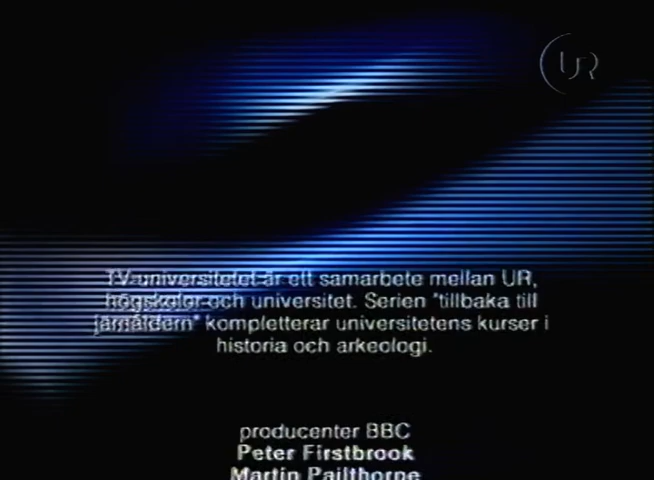 UR
TV-universitetet är ett samarbete mellan UR,
högskolor och universitet. Serien "tillbaka till
järnåldern" kompletterar universitetens kurser i
historia och arkeologi.
producenter BBC
Peter Firstbrook
Martin Pailthorpe